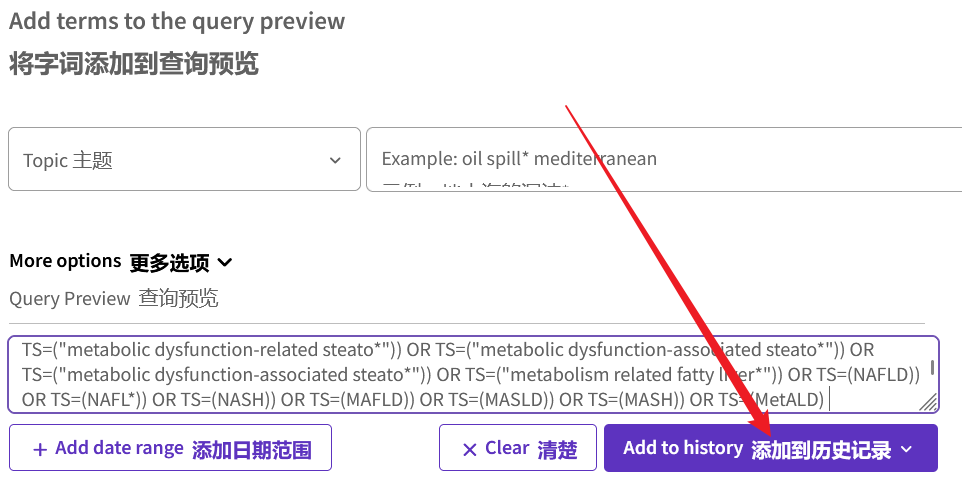 Add terms to the query preview
将字词添加到查询预览
Topic 主题
Example: oil spill* mediterranean
More options 更多选项
Query Preview 查询预览
TS=("metabolic dysfunction-related steato*")) OR TS=("metabolic dysfunction-associated steato*")) OR
TS=("metabolic dysfunction-associated steato*")) OR TS=("metabolism related fatty liver*")) OR TS=(NAFLD))
OR TS=(NAFL*)) OR TS=(NASH)) OR TS=(MAFLD)) OR TS=(MASLD)) OR TS=(MASH)) OR TS=(MetALD)
+ Add date range 添加日期范围
× Clear 清楚
Add to history 添加到历史记录